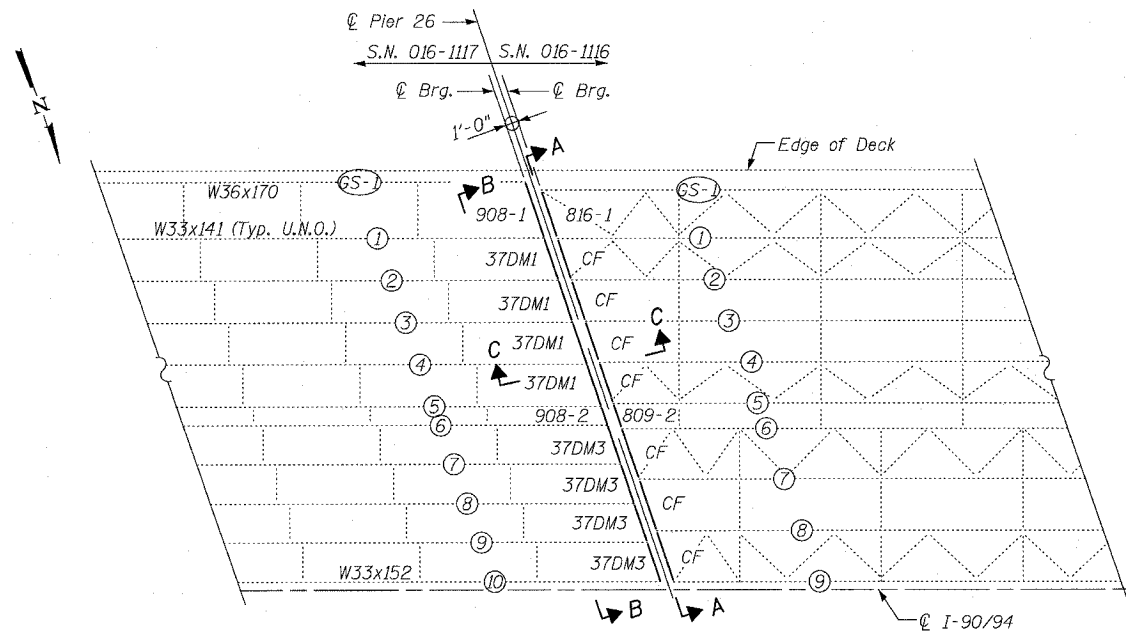 ℄ Pier 26
S.N. 016-1117 S.N. 016-1116
℄ Brg. ℄ Brg.
1'-0"
N
A
Edge of Deck
B
GS-1
GS-1
W36x170
908-1 816-1
W33x141 (Typ. U.N.O.)
1
1
37DM1 CF
2
2
37DM1 CF
3
3
C
37DM1 CF
4
4
C
37DM1 CF
5
5
908-2 809-2
6
6
37DM3 CF
7
7
37DM3 CF
8
8
37DM3
9
37DM3 CF
W33x152
10
9
B A
℄ I-90/94